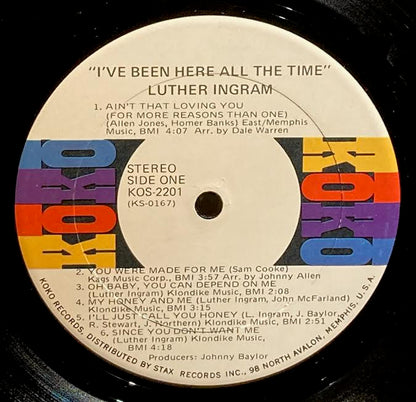 "I'VE BEEN HERE ALL THE TIME"
LUTHER INGRAM
1. AIN'T THAT LOVING YOU
(FOR MORE REASONS THAN ONE)
(Allen Jones, Homer Banks) East/Memphis
Music, BMI 4:07 Arr. by Dale Warren
KOKO
KOKO
STEREO
SIDE ONE
KOS-2201
(KS-0167)
2. YOU WERE MADE FOR ME (Sam Cooke)
Kags Music Corp., BMI 3:57 Arr. by Johnny Allen
3. OH BABY, YOU CAN DEPEND ON ME
(Luther Ingram) Klondike Music, BMI 2:08
4. MY HONEY AND ME (Luther Ingram, John McFarland)
Klondike Music, BMI 3:15
5. I'LL JUST CALL YOU HONEY (L. Ingram, J. Baylor,
R. Stewart, J. Northern) Klondike Music, BMI 2:51
6. SINCE YOU DON'T WANT ME
(Luther Ingram) Klondike Music,
BMI 4:18
Producers: Johnny Baylor
KOKO RECORDS, DISTRIBUTED BY STAX RECORDS INC., 98 NORTH AVALON, MEMPHIS, U.S.A.